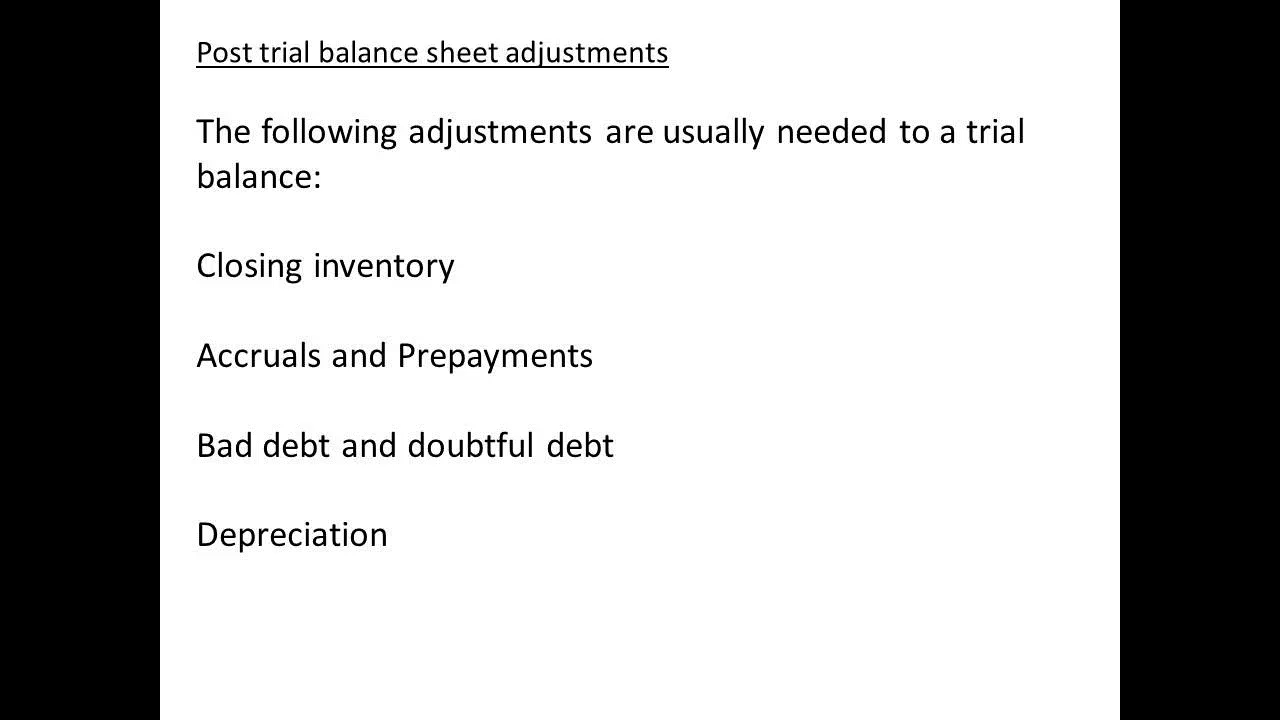 Post trial balance sheet adjustments
The following adjustments are usually needed to a trial
balance:
Closing inventory
Accruals and Prepayments
Bad debt and doubtful debt
Depreciation